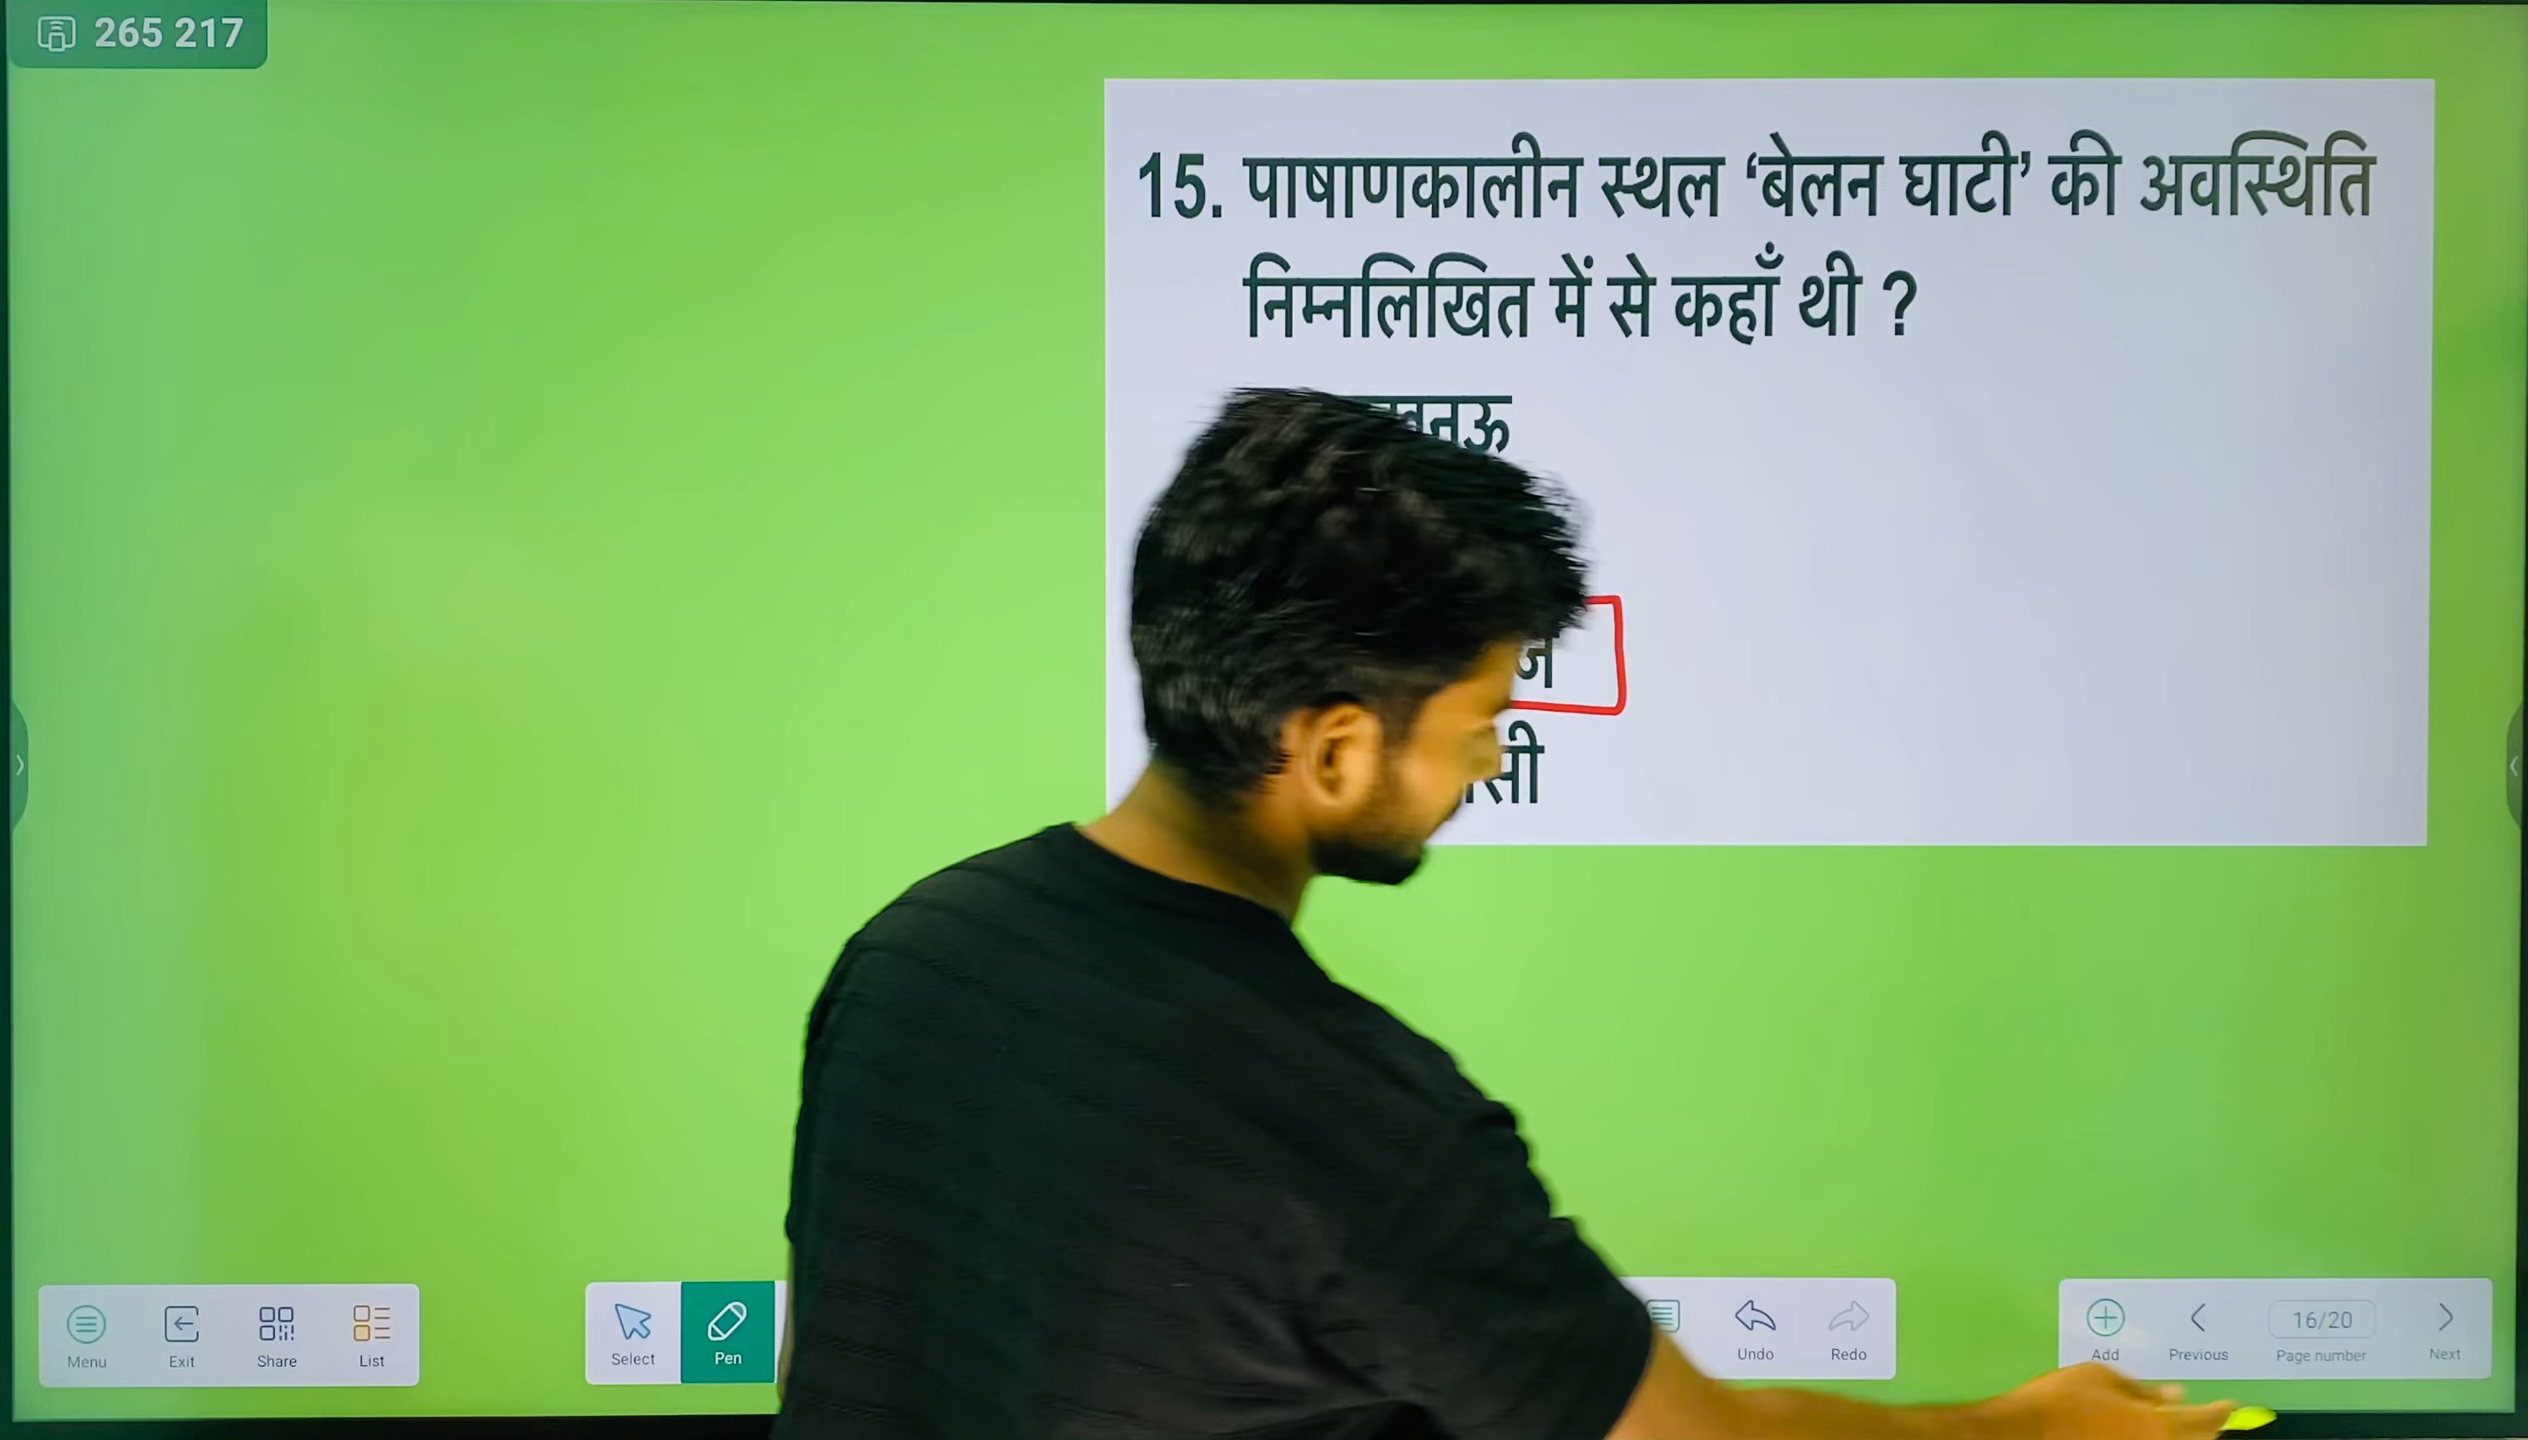 265 217
15. पाषाणकालीन स्थल ‘बेलन घाटी’ की अवस्थिति
निम्नलिखित में से कहाँ थी ?
Menu Exit Share List Select Pen Undo Redo Add Previous 16/20 Page number Next